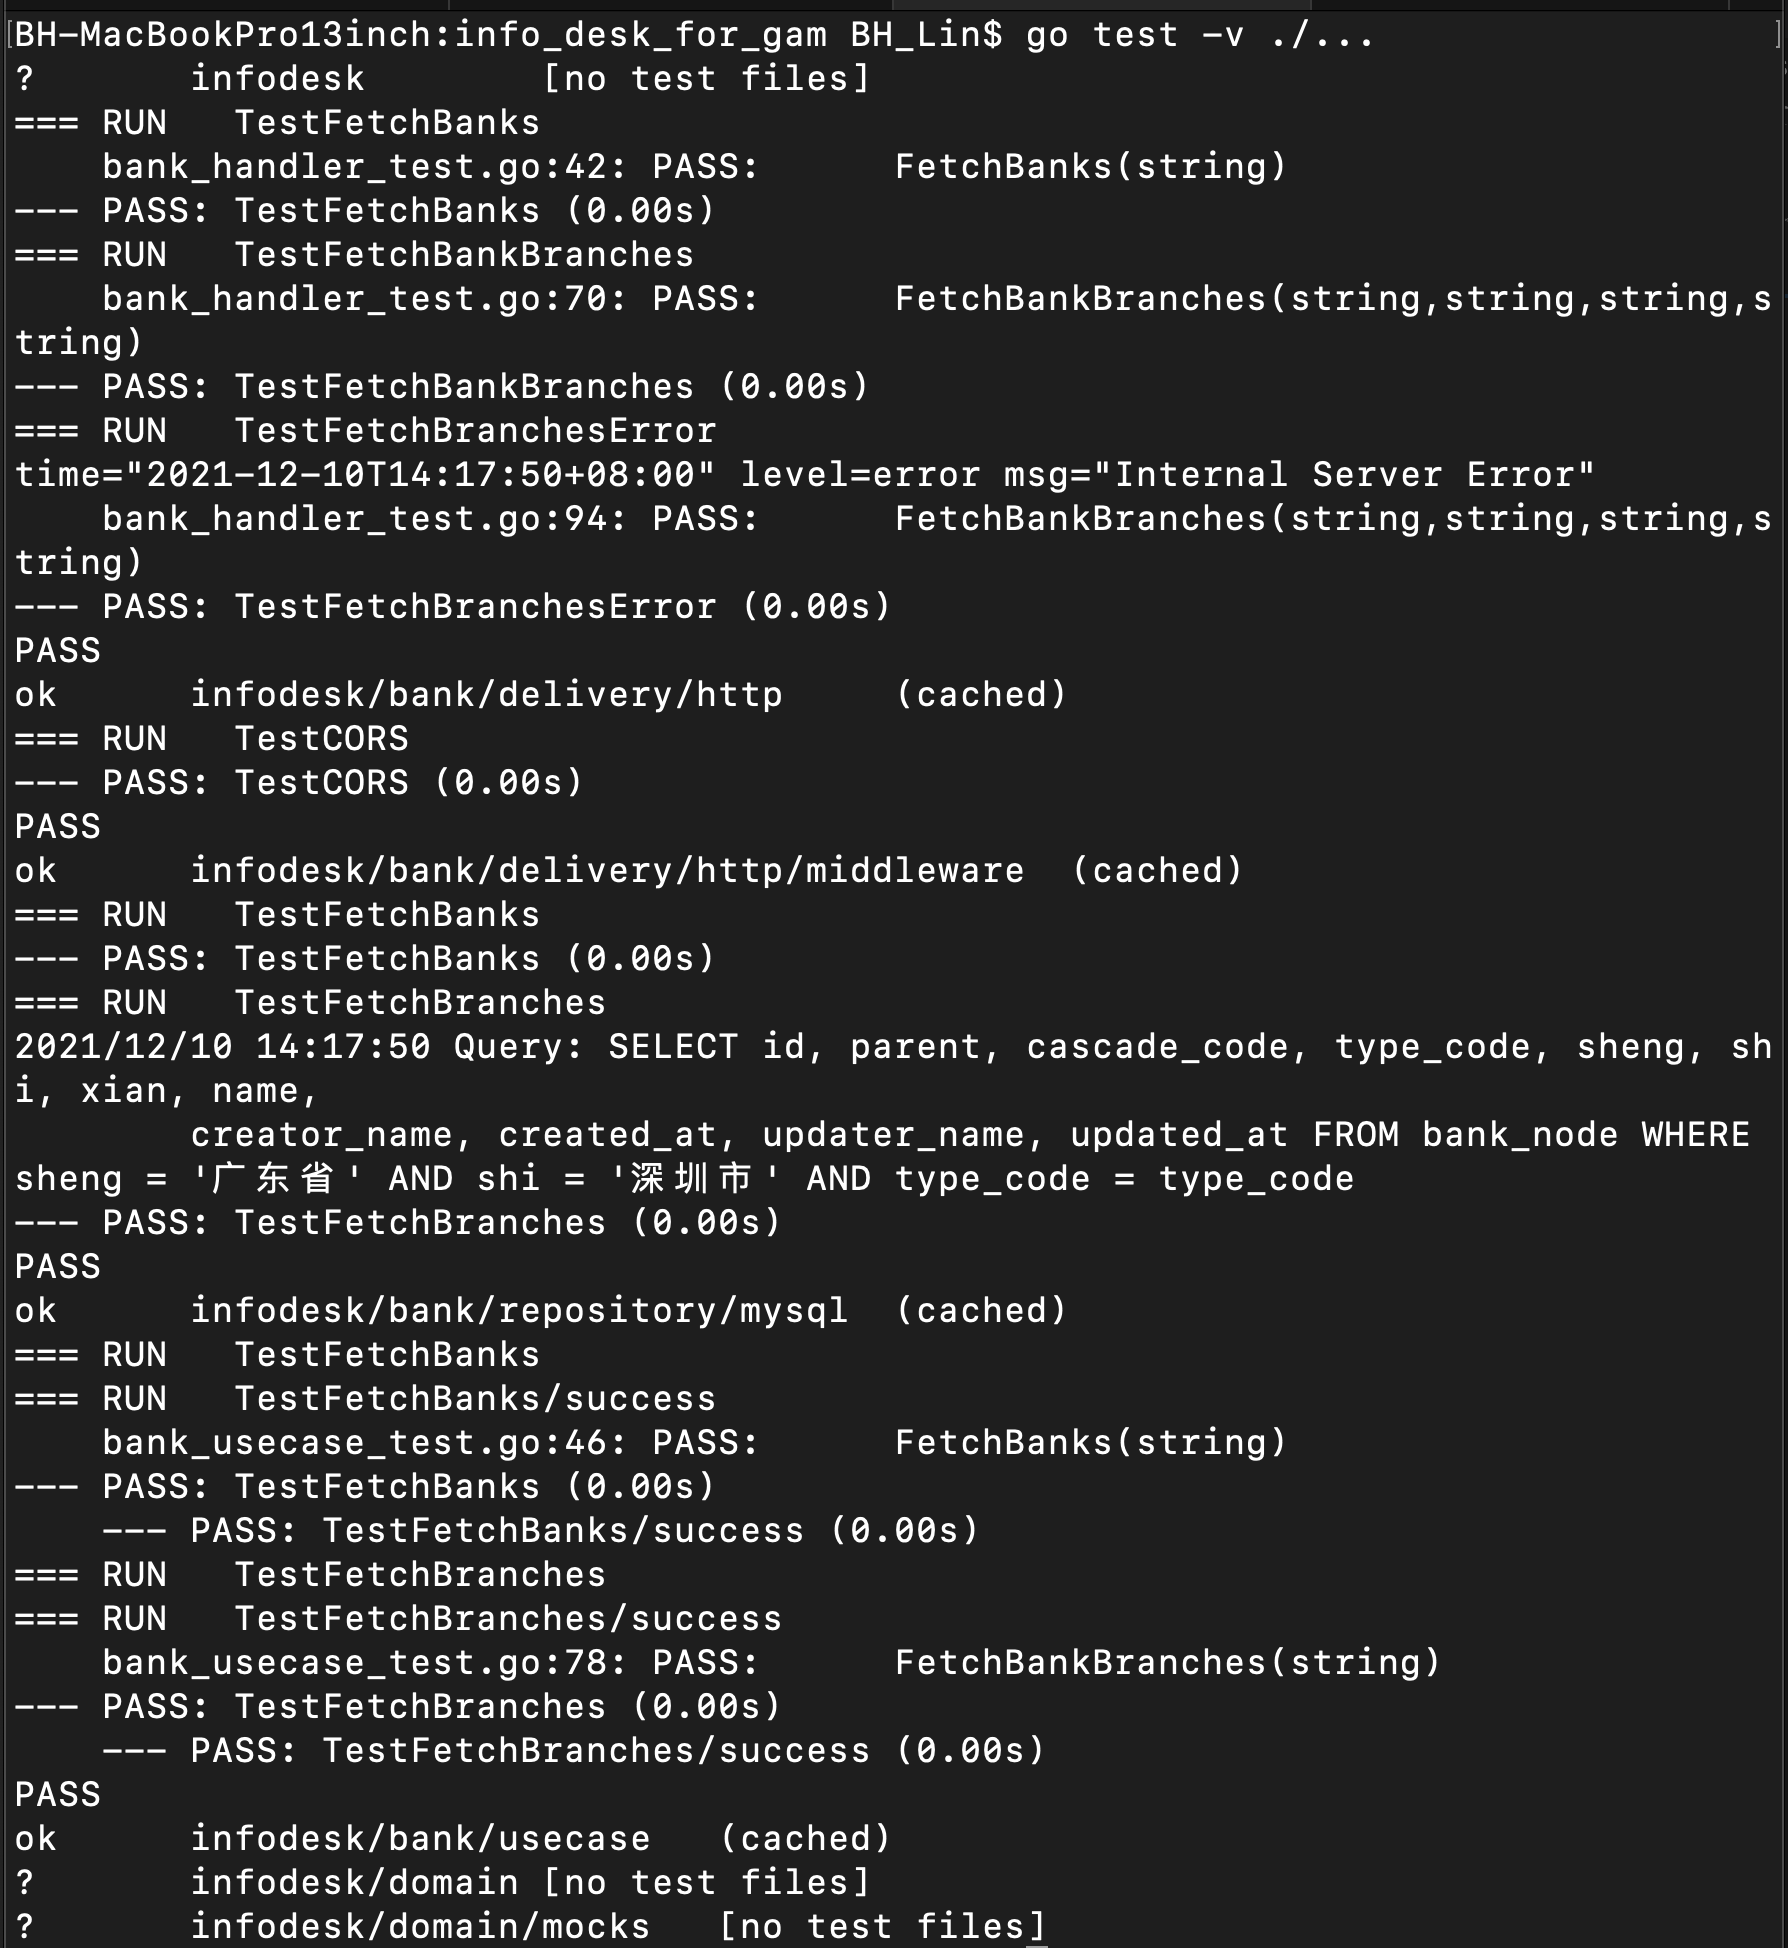 BH-MacBookPro13inch:info_desk_for_gam BH_Lin$ go test -v ./...
?       infodesk        [no test files]
=== RUN   TestFetchBanks
    bank_handler_test.go:42: PASS:      FetchBanks(string)
--- PASS: TestFetchBanks (0.00s)
=== RUN   TestFetchBankBranches
    bank_handler_test.go:70: PASS:      FetchBankBranches(string,string,string,s
tring)
--- PASS: TestFetchBankBranches (0.00s)
=== RUN   TestFetchBranchesError
time="2021-12-10T14:17:50+08:00" level=error msg="Internal Server Error"
    bank_handler_test.go:94: PASS:      FetchBankBranches(string,string,string,s
tring)
--- PASS: TestFetchBranchesError (0.00s)
PASS
ok      infodesk/bank/delivery/http     (cached)
=== RUN   TestCORS
--- PASS: TestCORS (0.00s)
PASS
ok      infodesk/bank/delivery/http/middleware  (cached)
=== RUN   TestFetchBanks
--- PASS: TestFetchBanks (0.00s)
=== RUN   TestFetchBranches
2021/12/10 14:17:50 Query: SELECT id, parent, cascade_code, type_code, sheng, sh
i, xian, name,
        creator_name, created_at, updater_name, updated_at FROM bank_node WHERE
sheng = '广东省' AND shi = '深圳市' AND type_code = type_code
--- PASS: TestFetchBranches (0.00s)
PASS
ok      infodesk/bank/repository/mysql  (cached)
=== RUN   TestFetchBanks
=== RUN   TestFetchBanks/success
    bank_usecase_test.go:46: PASS:      FetchBanks(string)
--- PASS: TestFetchBanks (0.00s)
    --- PASS: TestFetchBanks/success (0.00s)
=== RUN   TestFetchBranches
=== RUN   TestFetchBranches/success
    bank_usecase_test.go:78: PASS:      FetchBankBranches(string)
--- PASS: TestFetchBranches (0.00s)
    --- PASS: TestFetchBranches/success (0.00s)
PASS
ok      infodesk/bank/usecase   (cached)
?       infodesk/domain [no test files]
?       infodesk/domain/mocks   [no test files]